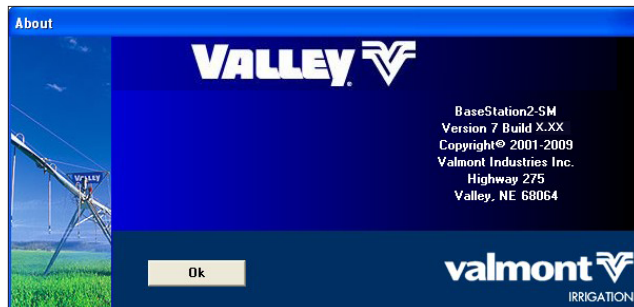 About
VALLEY®
VALLEY
BaseStation2-SM
Version 7 Build X.XX
Copyright© 2001-2009
Valmont Industries Inc.
Highway 275
Valley, NE 68064
Ok
valmont
IRRIGATION